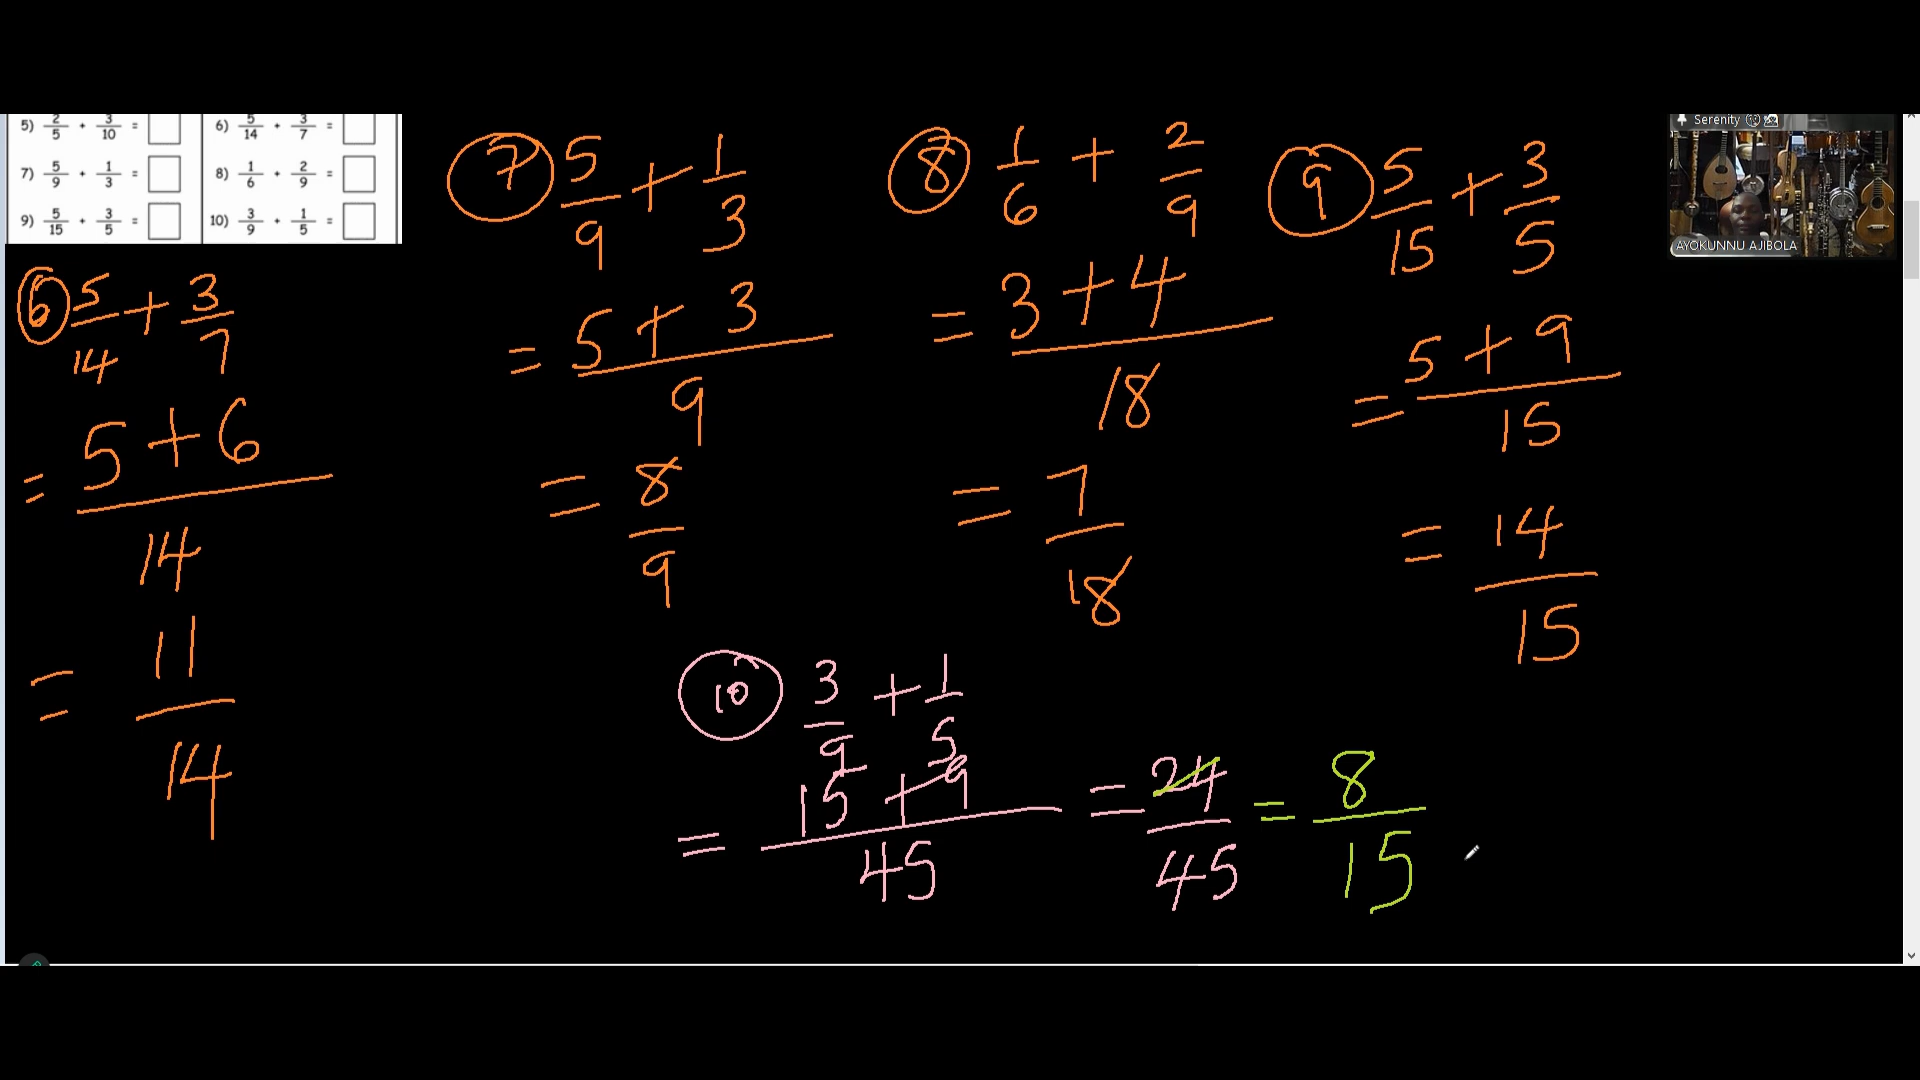 5) 2/5 + 3/10 =
6) 5/14 + 3/7 =
7) 5/9 + 1/3 =
8) 1/6 + 2/9 =
9) 5/15 + 3/5 =
10) 3/9 + 1/5 =
Serenity
AYOKUNNU AJIBOLA
6 5/14 + 3/7
= 5 + 6 / 14
= 11/14
7 5/9 + 1/3
= 5 + 3 / 9
= 8/9
8 1/6 + 2/9
= 3 + 4 / 18
= 7/18
9 5/15 + 3/5
= 5 + 9 / 15
= 14/15
10 3/9 + 1/5
= 15 + 9 / 45 = 24/45 = 8/15